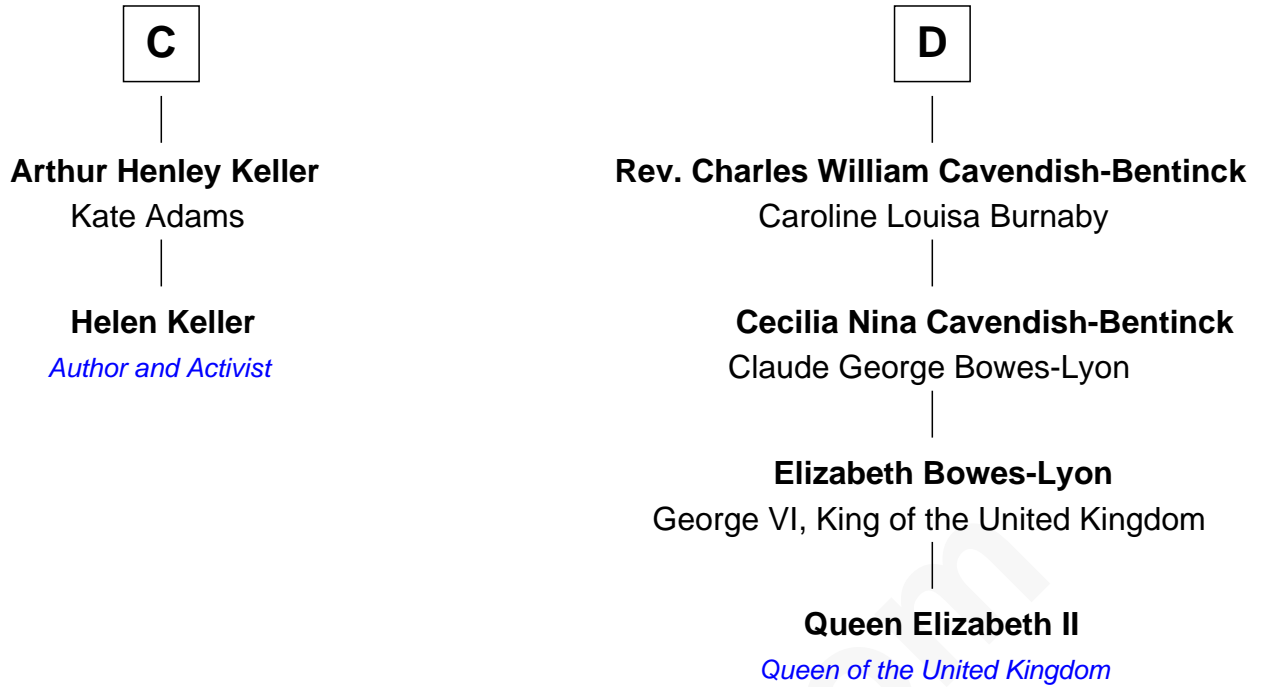 C
Arthur Henley Keller
Kate Adams
Helen Keller
Author and Activist
D
Rev. Charles William Cavendish-Bentinck
Caroline Louisa Burnaby
Cecilia Nina Cavendish-Bentinck
Claude George Bowes-Lyon
Elizabeth Bowes-Lyon
George VI, King of the United Kingdom
Queen Elizabeth II
Queen of the United Kingdom